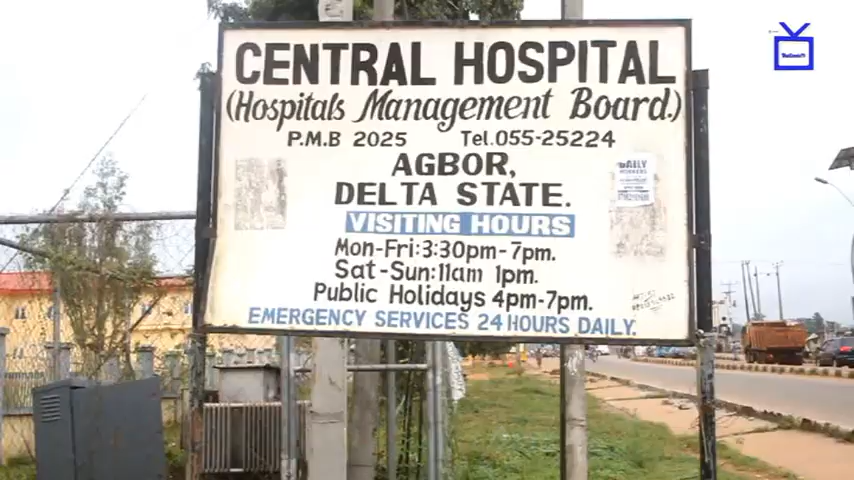 CENTRAL HOSPITAL
(Hospitals Management Board.)
P.M.B 2025 Tel.055-25224
AGBOR,
DELTA STATE.
VISITING HOURS
Mon-Fri:3:30pm-7pm.
Sat-Sun:11am 1pm.
Public Holidays 4pm-7pm.
EMERGENCY SERVICES 24 HOURS DAILY.
DAILY